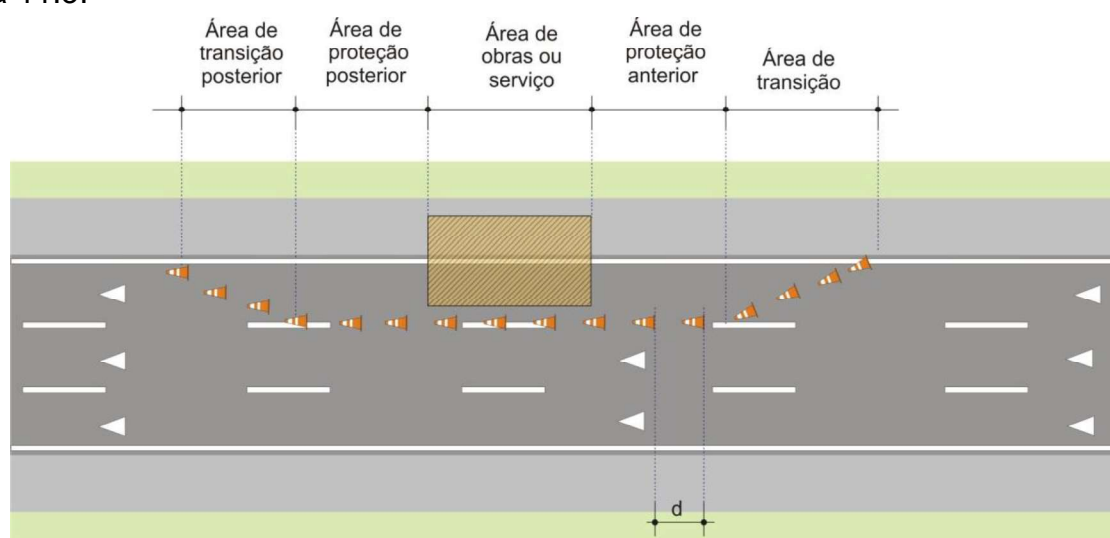 Área de
transição
posterior
Área de
proteção
posterior
Área de
obras ou
serviço
Área de
proteção
anterior
Área de
transição
d